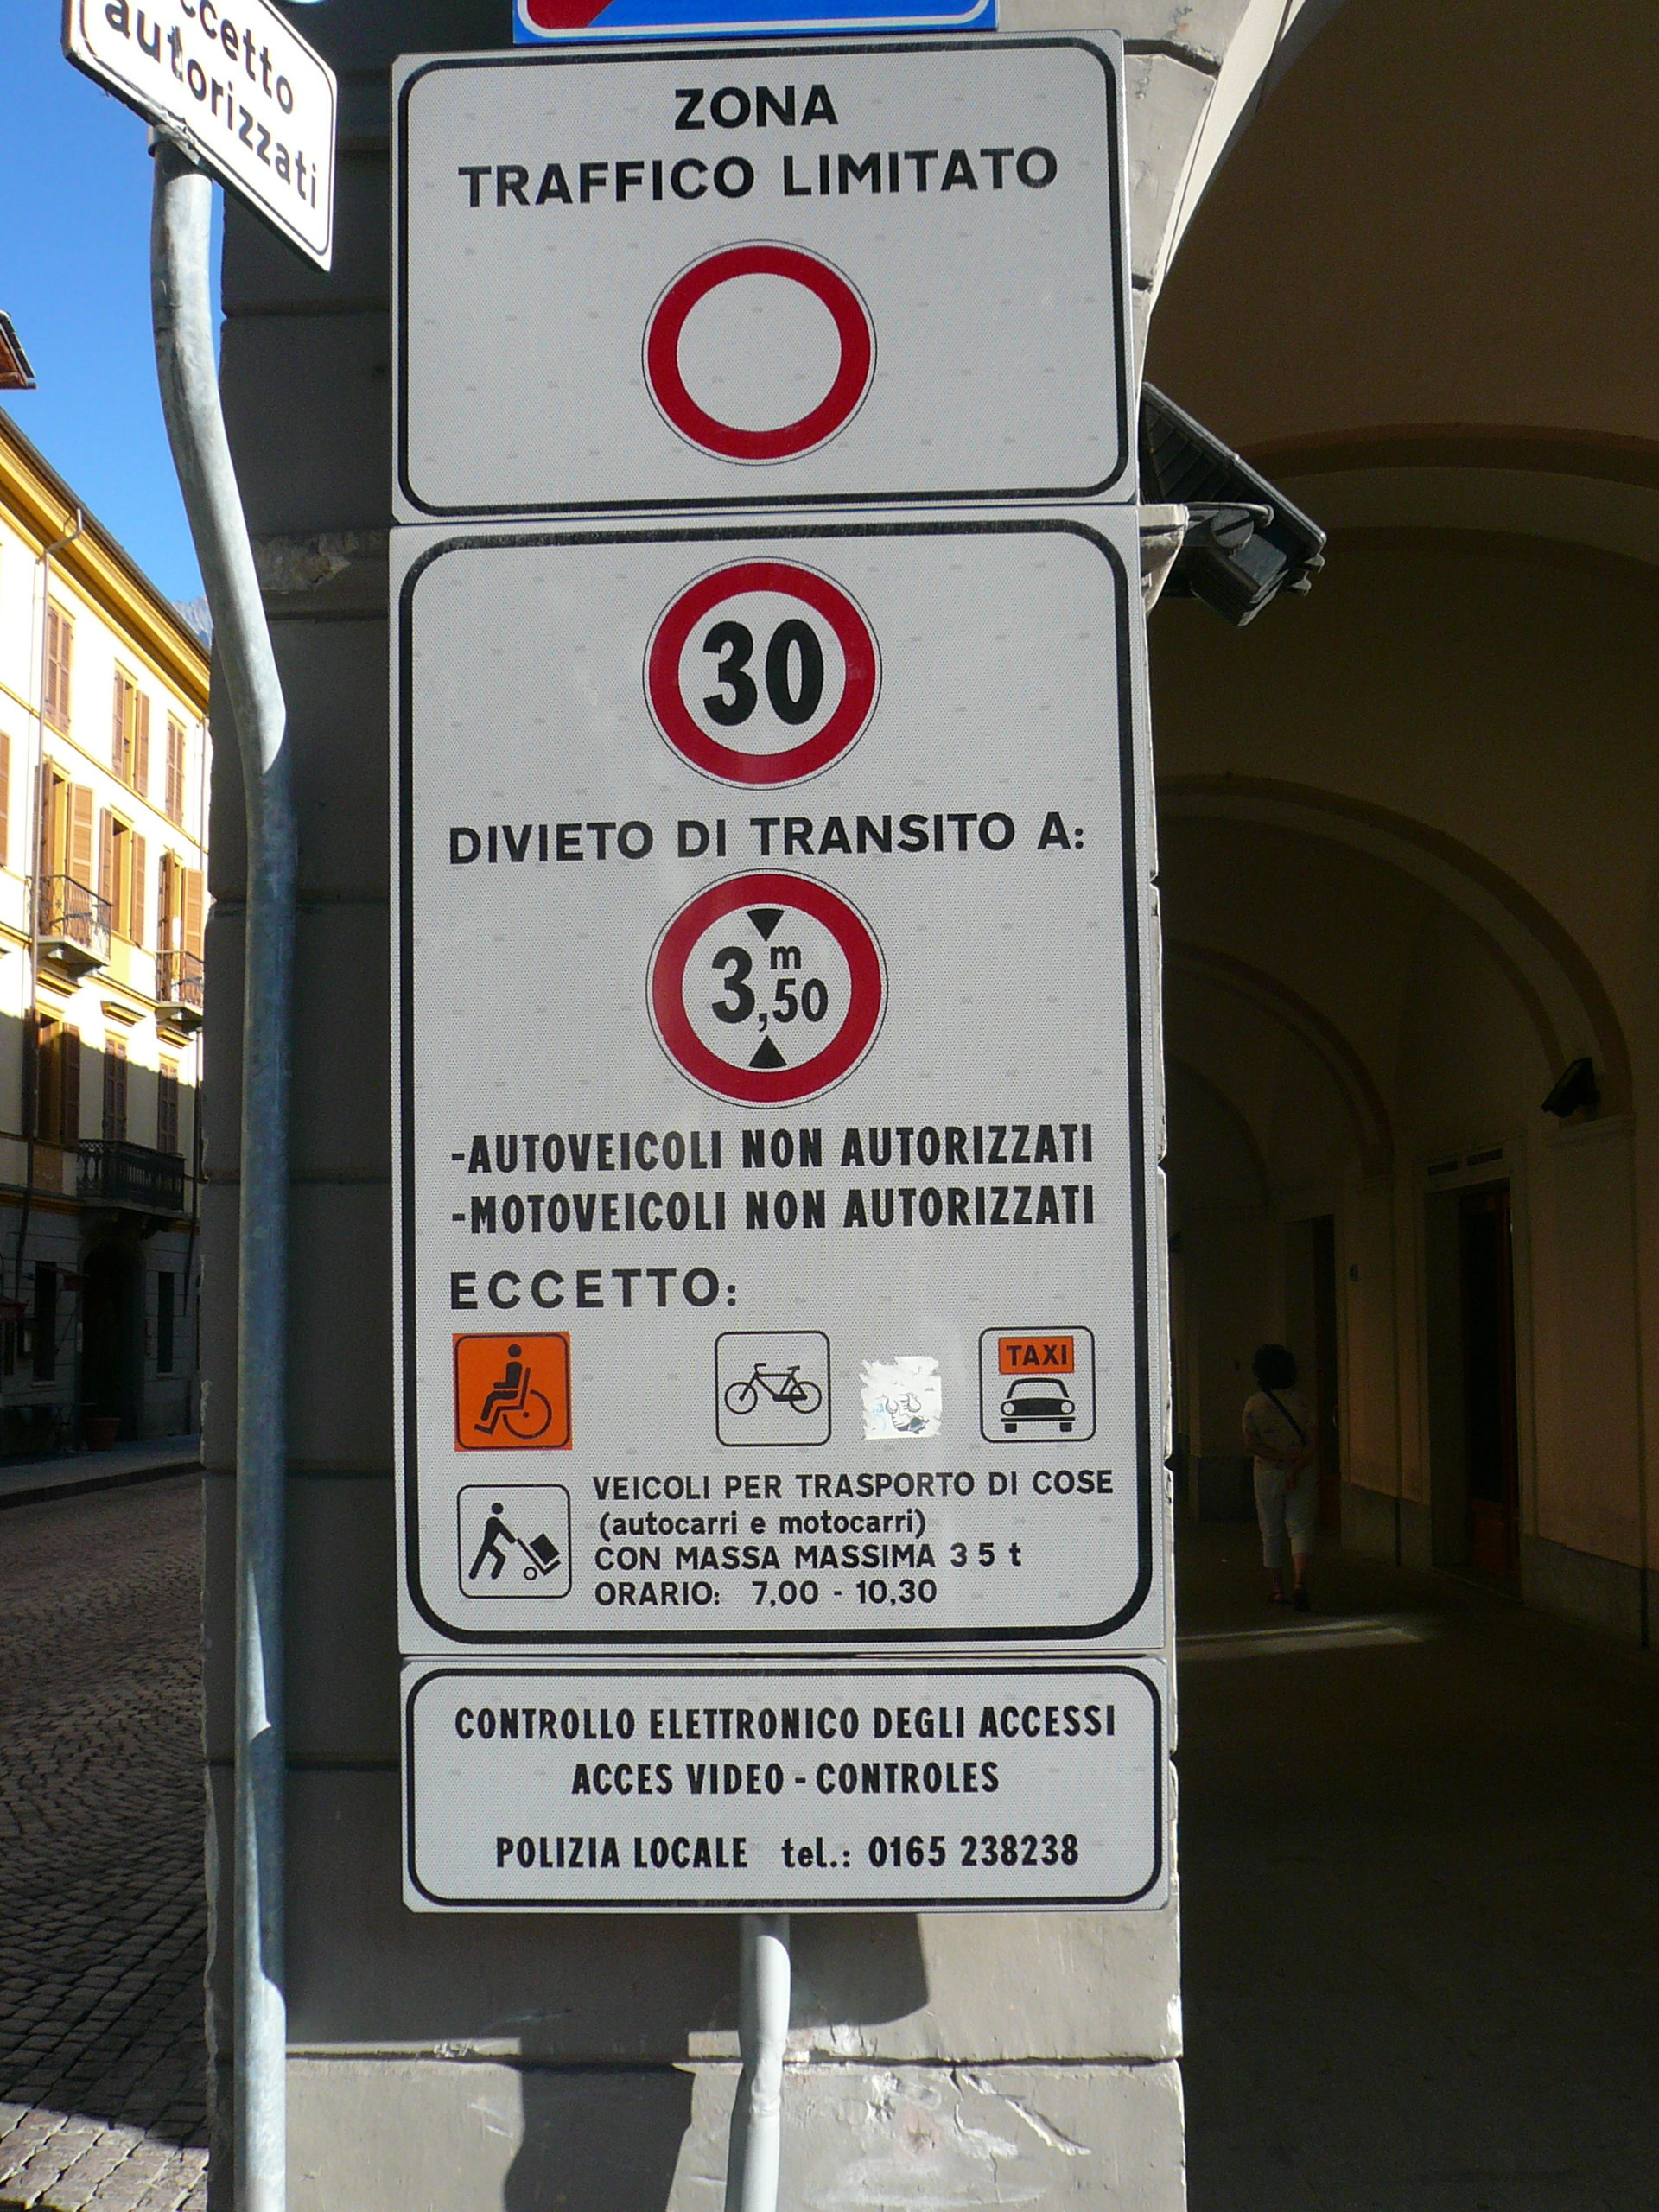 autorizzati
ZONA
TRAFFICO LIMITATO
30
DIVIETO DI TRANSITO A:
3,50 m
-AUTOVEICOLI NON AUTORIZZATI
-MOTOVEICOLI NON AUTORIZZATI
ECCETTO:
TAXI
VEICOLI PER TRASPORTO DI COSE
(autocarri e motocarri)
CON MASSA MASSIMA 3 5 t
ORARIO: 7,00 - 10,30
CONTROLLO ELETTRONICO DEGLI ACCESSI
ACCES VIDEO - CONTROLES
POLIZIA LOCALE tel.: 0165 238238